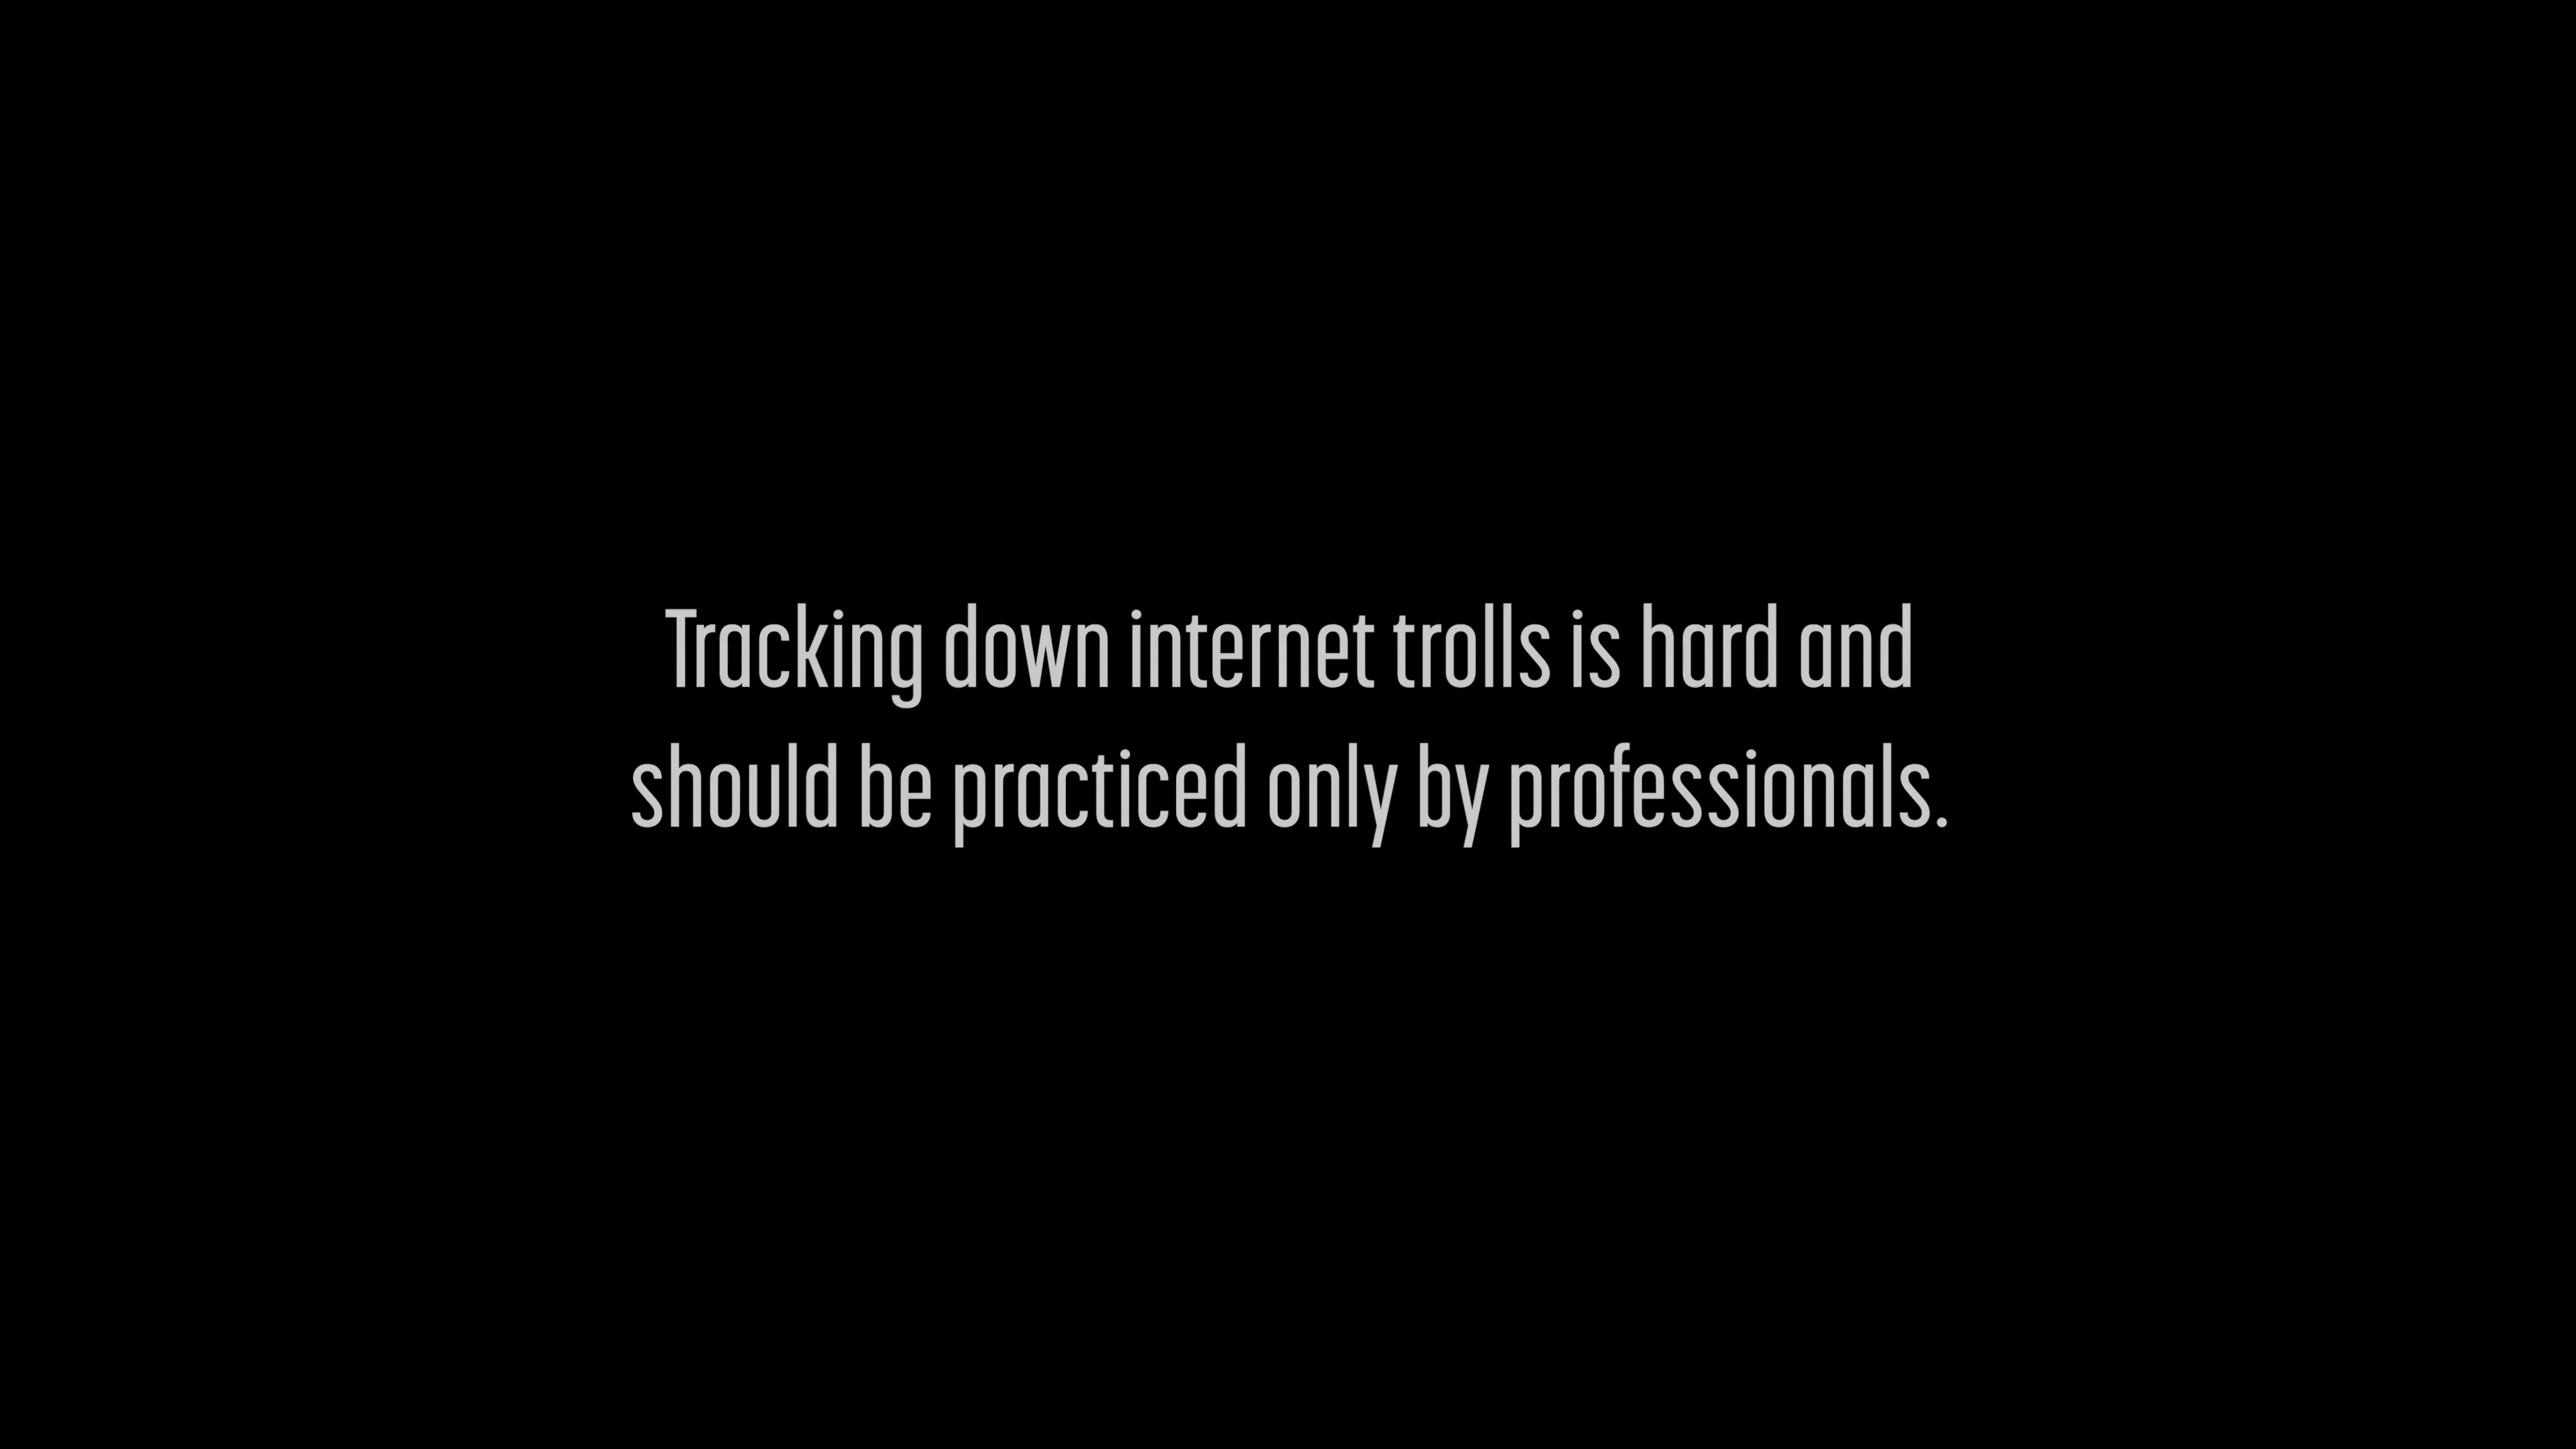 Tracking down internet trolls is hard and
should be practiced only by professionals.